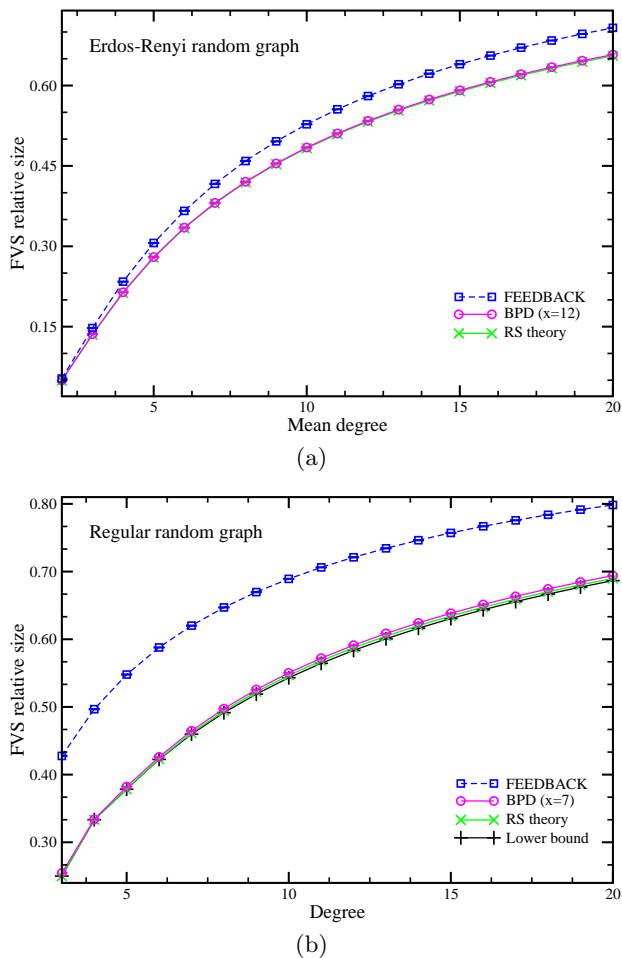 Erdos-Renyi random graph
FVS relative size
0.60
0.45
0.30
0.15
FEEDBACK
BPD (x=12)
RS theory
5
10
15
20
Mean degree
(a)
Regular random graph
FVS relative size
0.80
0.70
0.60
0.50
0.40
0.30
FEEDBACK
BPD (x=7)
RS theory
Lower bound
5
10
15
20
Degree
(b)